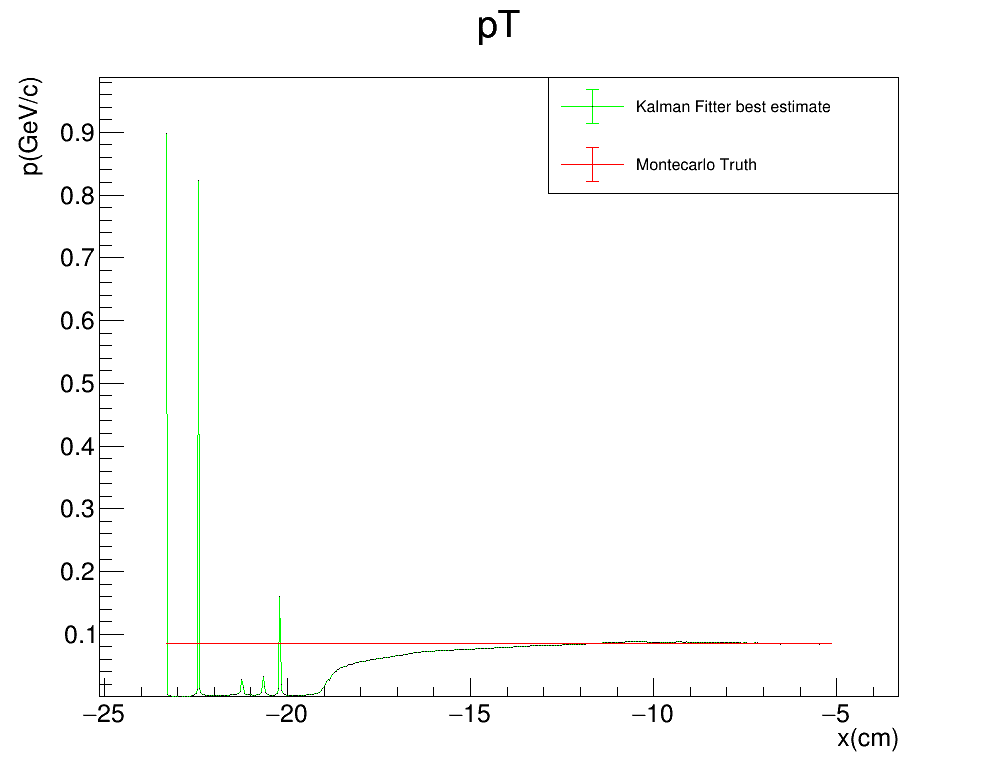 pT
p(GeV/c)
Kalman Fitter best estimate
Montecarlo Truth
0.9
0.8
0.7
0.6
0.5
0.4
0.3
0.2
0.1
−25 −20 −15 −10 −5
x(cm)